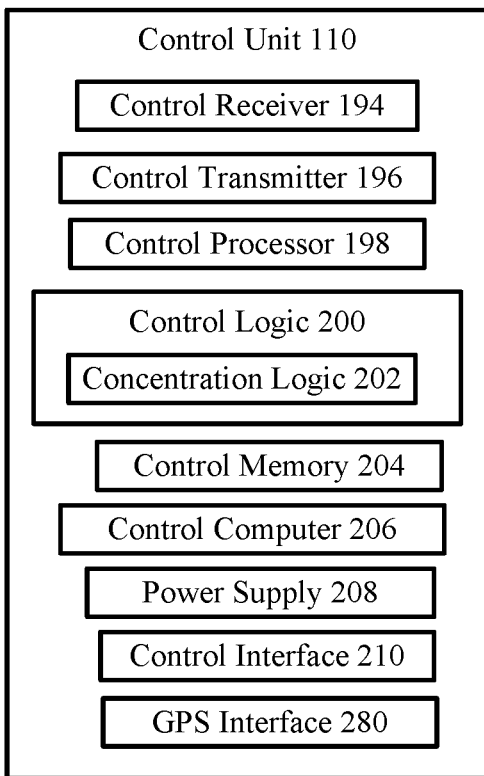 Control Unit 110
Control Receiver 194
Control Transmitter 196
Control Processor 198
Control Logic 200
Concentration Logic 202
Control Memory 204
Control Computer 206
Power Supply 208
Control Interface 210
GPS Interface 280